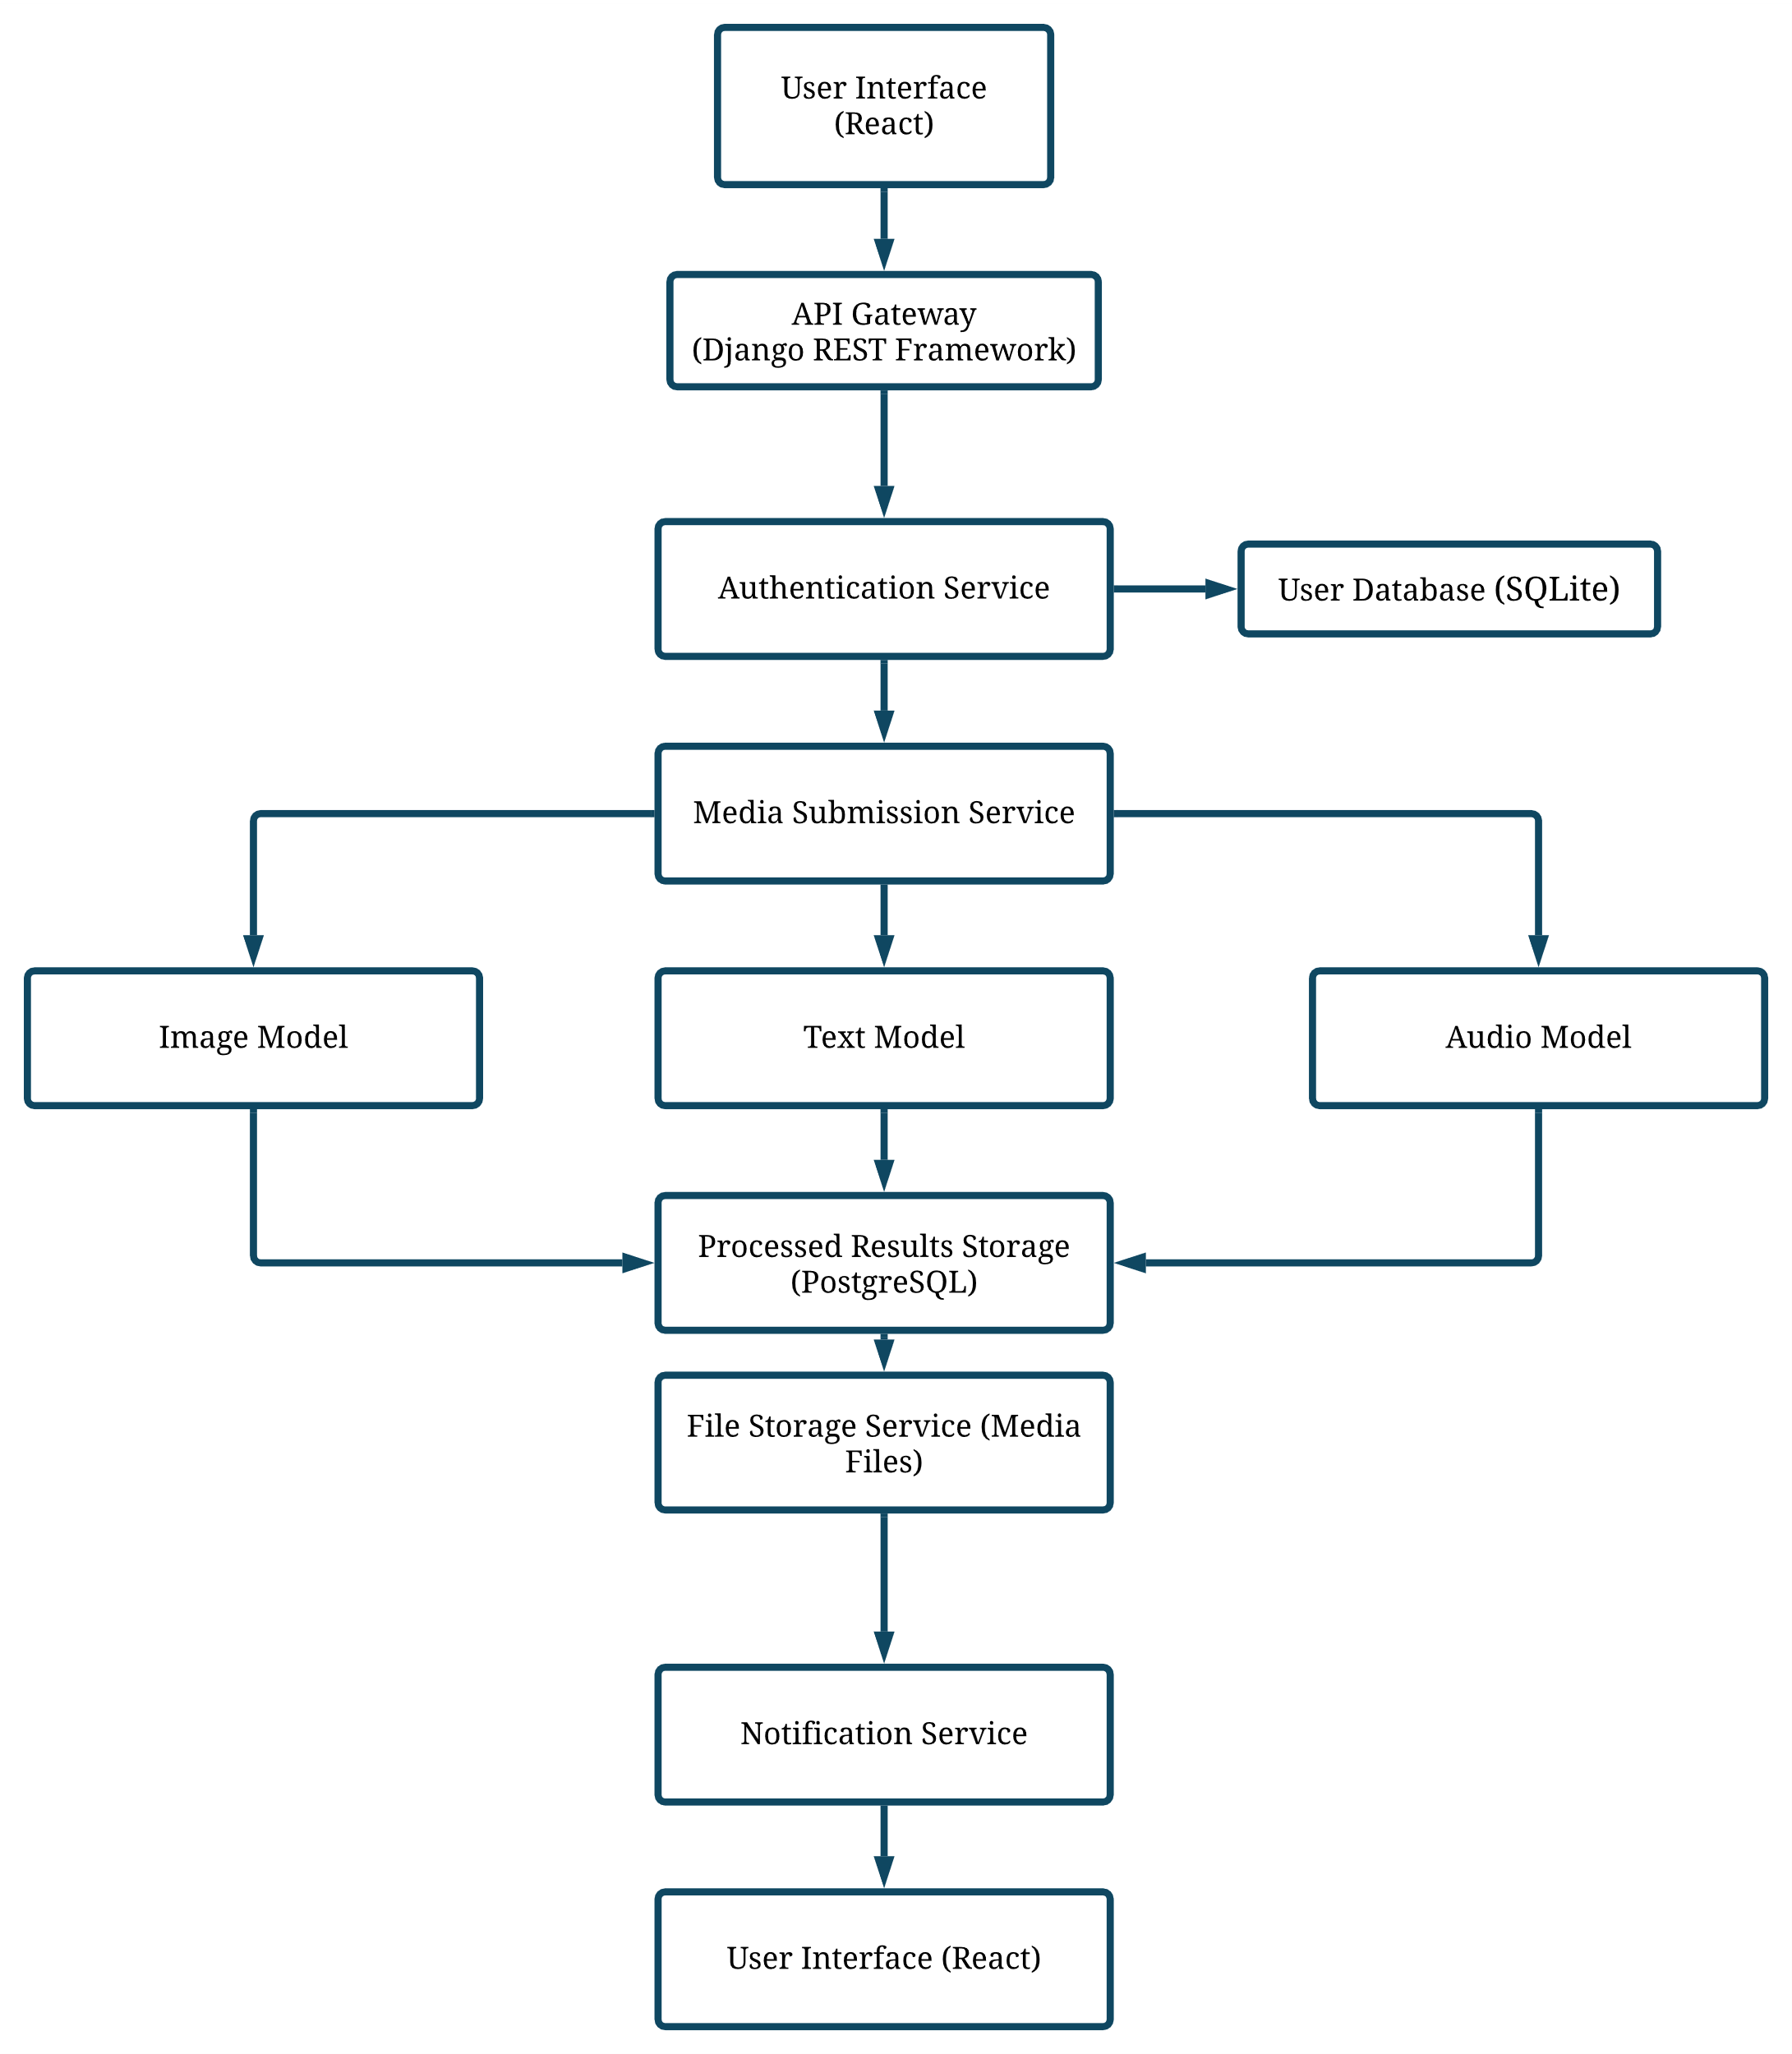 User Interface
(React)
API Gateway
(Django REST Framework)
Authentication Service
User Database (SQLite)
Media Submission Service
Image Model
Text Model
Audio Model
Processed Results Storage
(PostgreSQL)
File Storage Service (Media
Files)
Notification Service
User Interface (React)